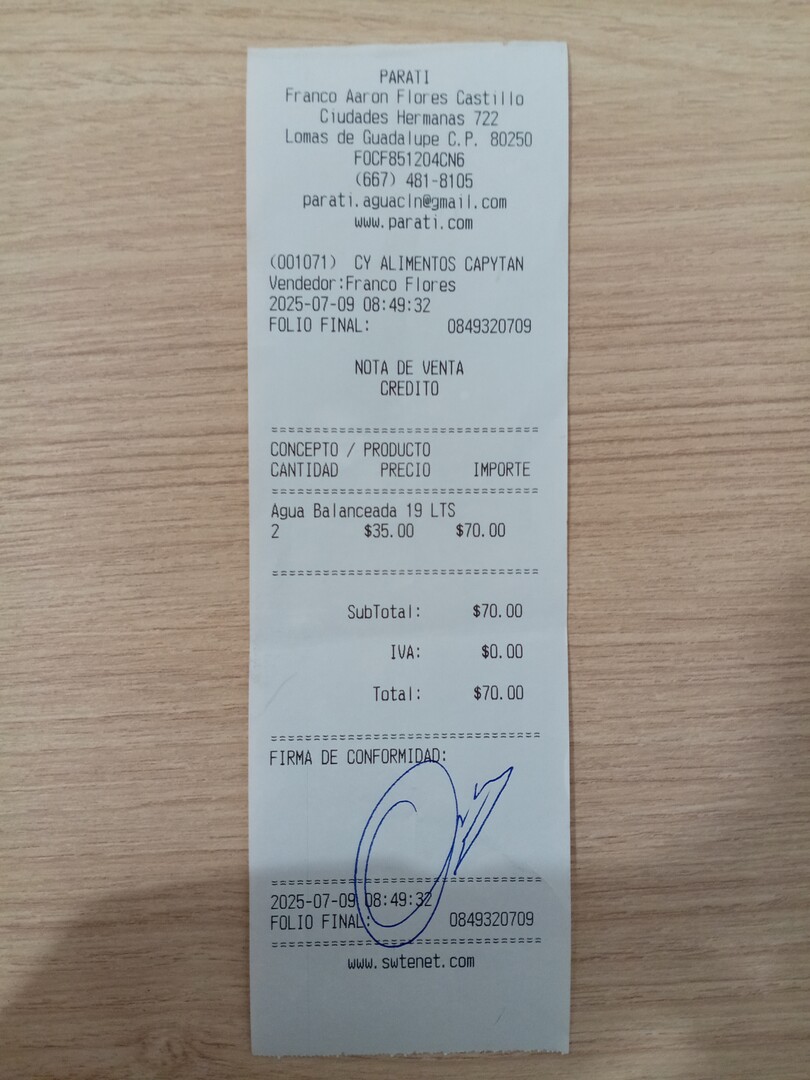 PARATI
Franco Aaron Flores Castillo
Ciudades Hermanas 722
Lomas de Guadalupe C.P. 80250
FOCF851204CN6
(667) 481-8105
parati.aguacln@gmail.com
www.parati.com
(001071) CY ALIMENTOS CAPYTAN
Vendedor:Franco Flores
2025-07-09 08:49:32
FOLIO FINAL: 0849320709
NOTA DE VENTA
CREDITO
================================
CONCEPTO / PRODUCTO
CANTIDAD PRECIO IMPORTE
================================
Agua Balanceada 19 LTS
2 $35.00 $70.00
================================
SubTotal: $70.00
IVA: $0.00
Total: $70.00
================================
FIRMA DE CONFORMIDAD:
================================
2025-07-09 08:49:32
FOLIO FINAL: 0849320709
================================
www.swtenet.com